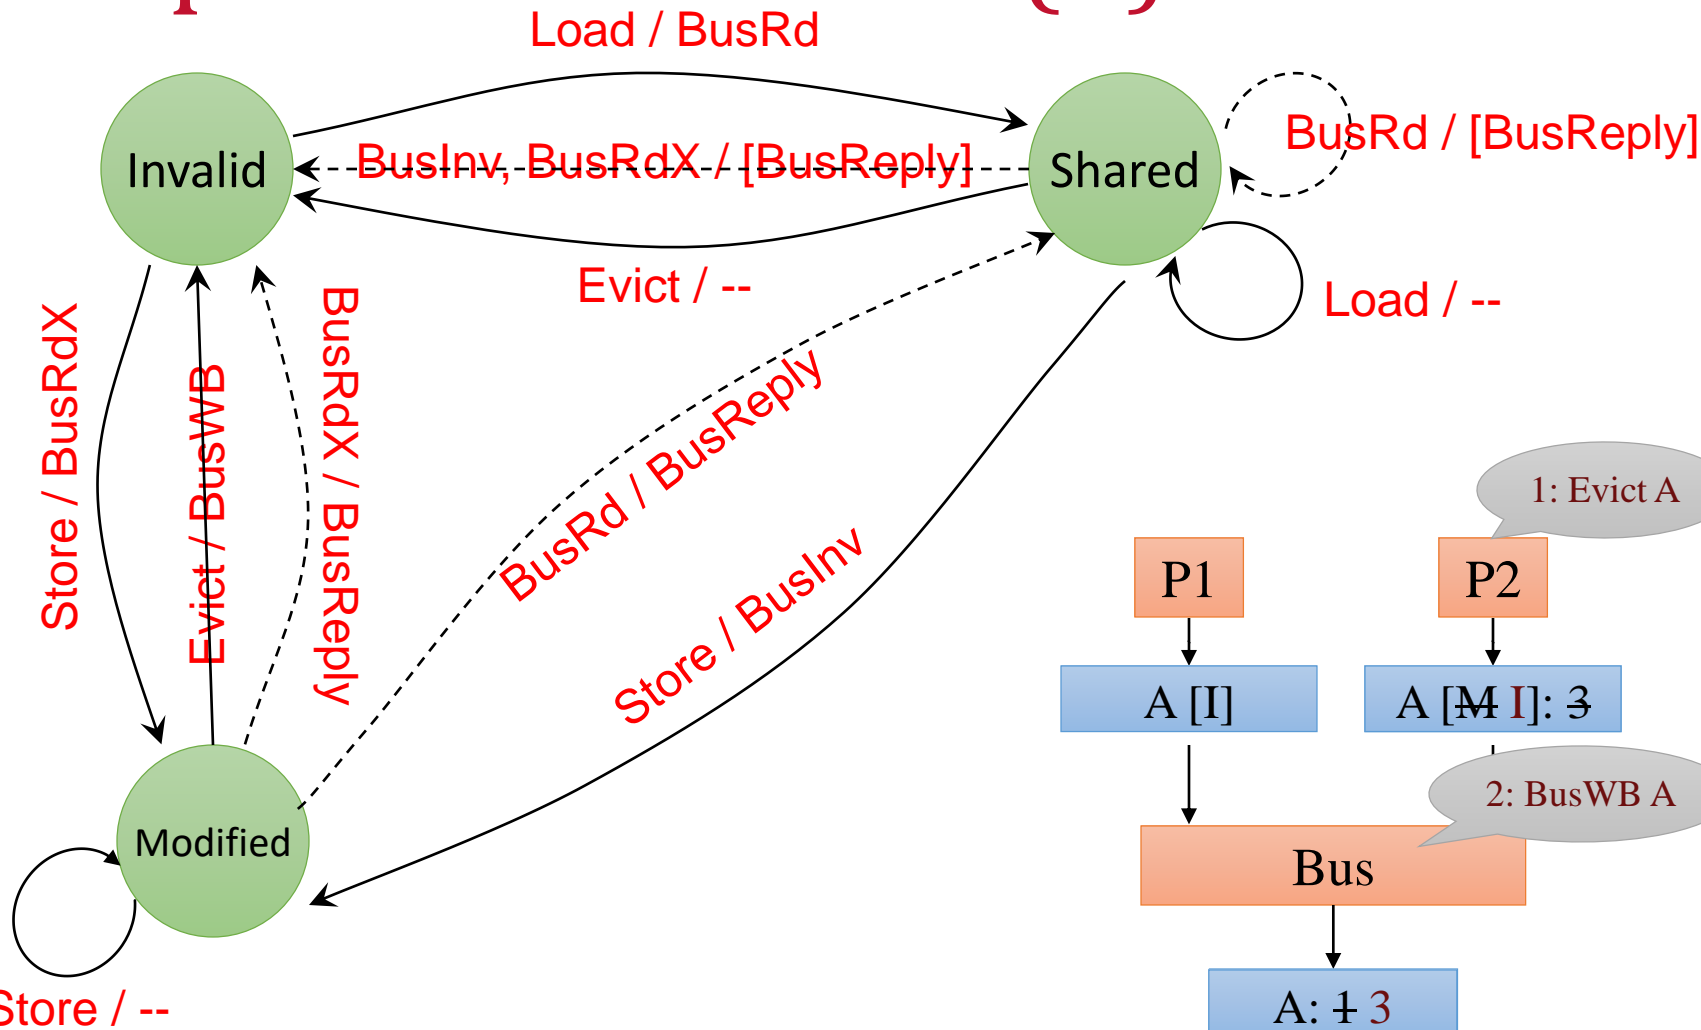 Load / BusRd
Invalid
BusInv, BusRdX / [BusReply]
Shared
BusRd / [BusReply]
Evict / --
Load / --
Store / BusRdX
Evict / BusWB
BusRdX / BusReply
BusRd / BusReply
Store / BusInv
1: Evict A
P1
P2
A [I]
A [M I]: 3
2: BusWB A
Modified
Bus
Store / --
A: 1 3